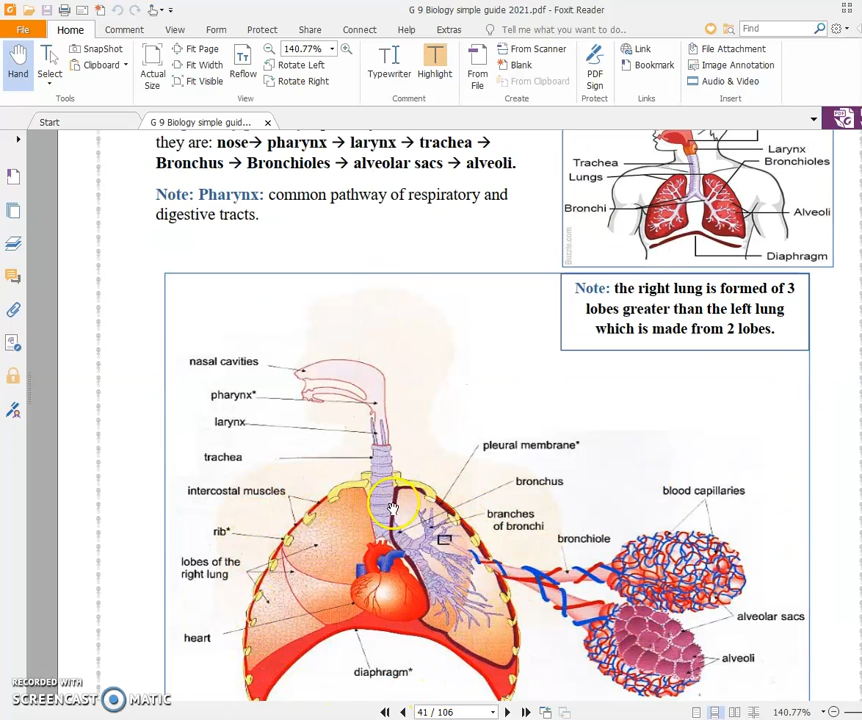 G 9 Biology simple guide 2021.pdf - Foxit Reader
File Home Comment View Form Protect Share Connect Help Extras Tell me what you want to do.. Find
Hand
Select
SnapShot
Clipboard
Actual Size
Fit Page
Fit Width
Fit Visible
Reflow
140.77%
Rotate Left
Rotate Right
Typewriter
Highlight
From File
From Scanner
Blank
From Clipboard
PDF Sign
Link
Bookmark
File Attachment
Image Annotation
Audio & Video
Tools View Comment Create Protect Links Insert
Start G 9 Biology simple guid...
they are: nose→ pharynx → larynx → trachea →
Bronchus → Bronchioles → alveolar sacs → alveoli.
Note: Pharynx: common pathway of respiratory and
digestive tracts.
Larynx
Trachea
Bronchioles
Lungs
Bronchi
Alveoli
Diaphragm
Buzzle.com
Note: the right lung is formed of 3
lobes greater than the left lung
which is made from 2 lobes.
nasal cavities
pharynx*
larynx
trachea
pleural membrane*
intercostal muscles
bronchus
blood capillaries
rib*
branches
of bronchi
bronchiole
lobes of the
right lung
alveolar sacs
heart
alveoli
diaphragm*
RECORDED WITH
SCREENCAST MATIC
41 / 106
140.77%